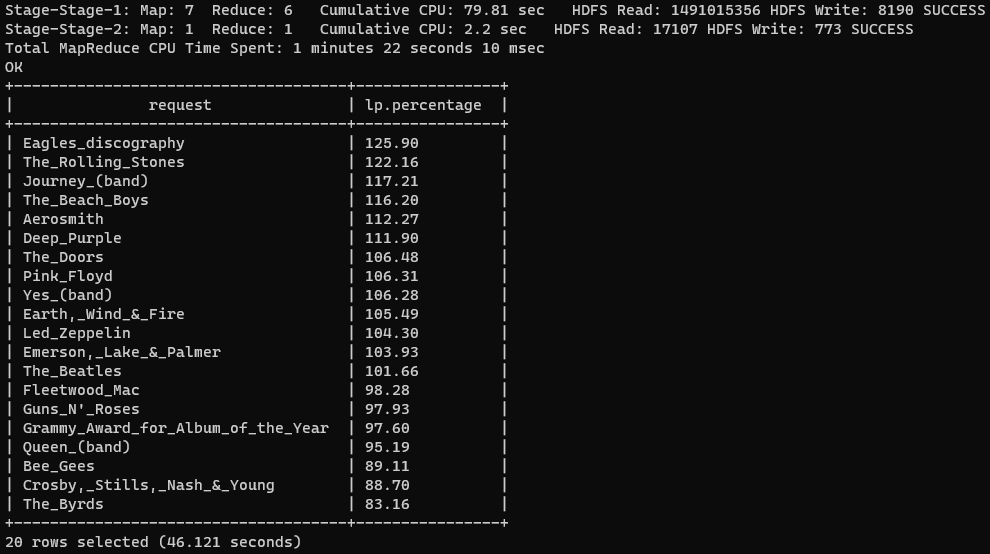 Stage-Stage-1: Map: 7  Reduce: 6   Cumulative CPU: 79.81 sec   HDFS Read: 1491015356 HDFS Write: 8190 SUCCESS
Stage-Stage-2: Map: 1  Reduce: 1   Cumulative CPU: 2.2 sec   HDFS Read: 17107 HDFS Write: 773 SUCCESS
Total MapReduce CPU Time Spent: 1 minutes 22 seconds 10 msec
OK
+-------------------------------------+----------------+
|               request               | lp.percentage  |
+-------------------------------------+----------------+
| Eagles_discography                  | 125.90         |
| The_Rolling_Stones                  | 122.16         |
| Journey_(band)                      | 117.21         |
| The_Beach_Boys                      | 116.20         |
| Aerosmith                           | 112.27         |
| Deep_Purple                         | 111.90         |
| The_Doors                           | 106.48         |
| Pink_Floyd                          | 106.31         |
| Yes_(band)                          | 106.28         |
| Earth,_Wind_&_Fire                  | 105.49         |
| Led_Zeppelin                        | 104.30         |
| Emerson,_Lake_&_Palmer              | 103.93         |
| The_Beatles                         | 101.66         |
| Fleetwood_Mac                       | 98.28          |
| Guns_N'_Roses                       | 97.93          |
| Grammy_Award_for_Album_of_the_Year  | 97.60          |
| Queen_(band)                        | 95.19          |
| Bee_Gees                            | 89.11          |
| Crosby,_Stills,_Nash_&_Young        | 88.70          |
| The_Byrds                           | 83.16          |
+-------------------------------------+----------------+
20 rows selected (46.121 seconds)